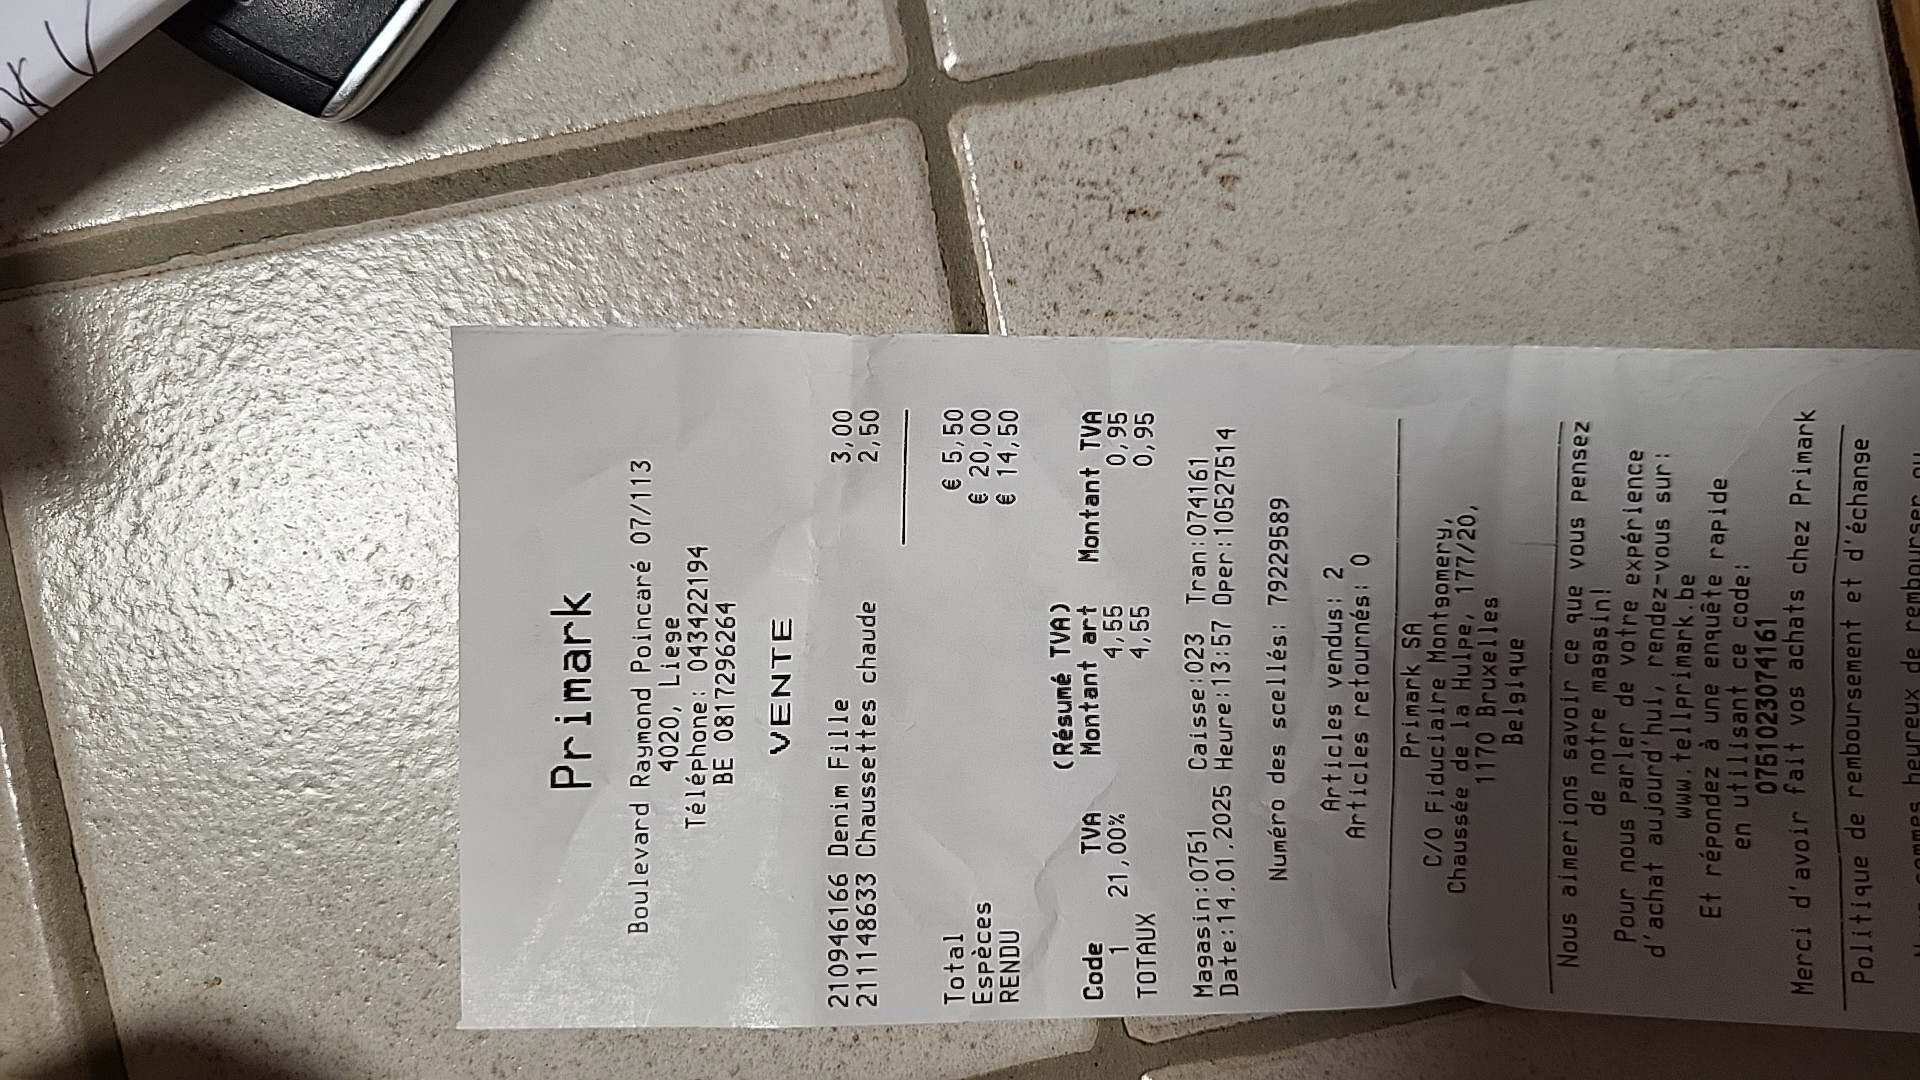 Primark
Boulevard Raymond Poincaré 07/113
4020, Liege
Téléphone: 043422194
BE 0817296264
VENTE
210946166 Denim Fille 3,00
211148633 Chaussettes chaude 2,50
Total € 5,50
Espèces € 20,00
RENDU € 14,50
(Résumé TVA)
Code TVA Montant art Montant TVA
1 21,00% 4,55 0,95
TOTAUX 4,55 0,95
Magasin:0751 Caisse:023 Tran:074161
Date:14.01.2025 Heure:13:57 Oper:10527514
Numéro des scellés: 79229589
Articles vendus: 2
Articles retournés: 0
Primark SA
C/O Fiduciaire Montgomery,
Chaussée de la Hulpe, 177/20,
1170 Bruxelles
Belgique
Nous aimerions savoir ce que vous pensez
de notre magasin!
Pour nous parler de votre expérience
d'achat aujourd'hui, rendez-vous sur:
www.tellprimark.be
Et répondez à une enquête rapide
en utilisant ce code:
0751023074161
Merci d'avoir fait vos achats chez Primark
Politique de remboursement et d'échange
sommes heureux de rembourser ou